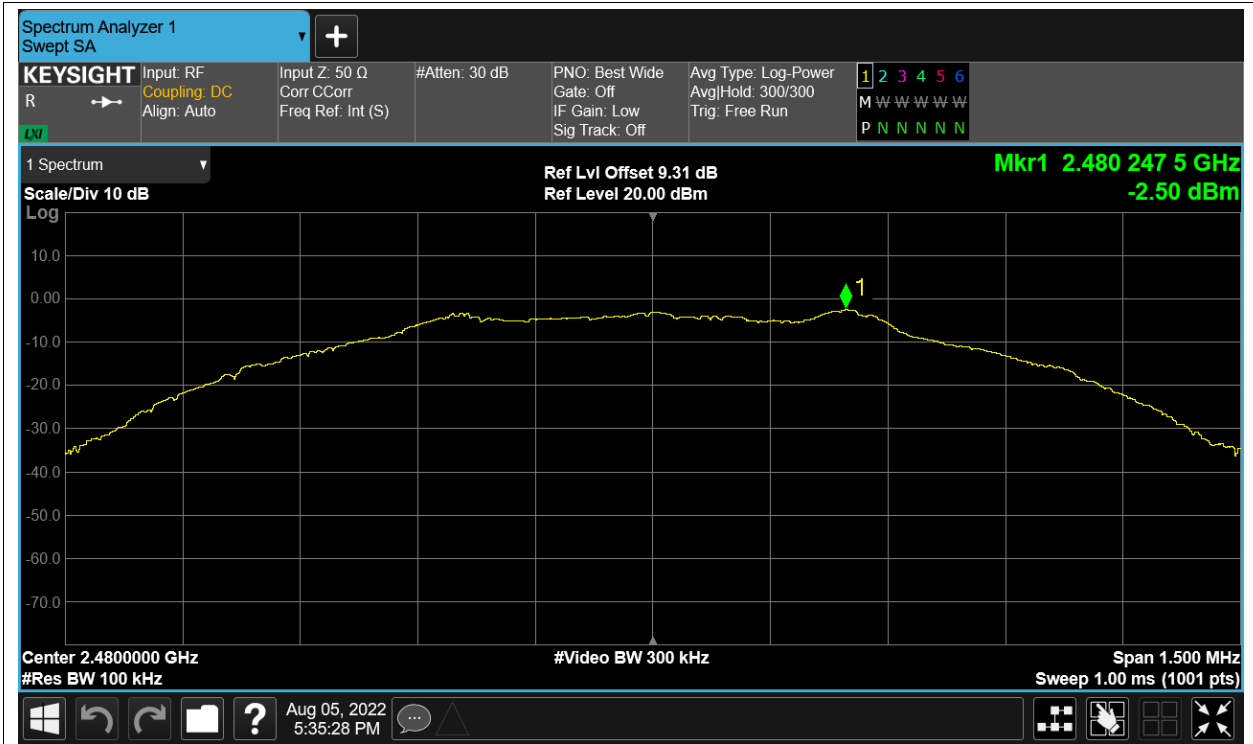 Spectrum Analyzer 1
Swept SA
+
KEYSIGHT
R
LXI
Input: RF
Coupling: DC
Align: Auto
Input Z: 50 Ω
Corr CCorr
Freq Ref: Int (S)
#Atten: 30 dB
PNO: Best Wide
Gate: Off
IF Gain: Low
Sig Track: Off
Avg Type: Log-Power
Avg|Hold: 300/300
Trig: Free Run
1 2 3 4 5 6
M W W W W W
P N N N N N
1 Spectrum
Scale/Div 10 dB
Log
Ref Lvl Offset 9.31 dB
Ref Level 20.00 dBm
Mkr1 2.480 247 5 GHz
-2.50 dBm
10.0
0.00
-10.0
-20.0
-30.0
-40.0
-50.0
-60.0
-70.0
1
Center 2.4800000 GHz
#Res BW 100 kHz
#Video BW 300 kHz
Span 1.500 MHz
Sweep 1.00 ms (1001 pts)
?
Aug 05, 2022
5:35:28 PM